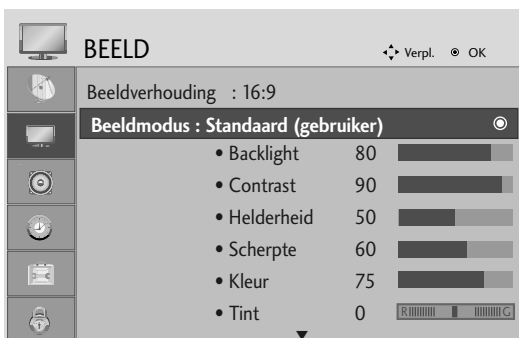 BEELD
Verpl. OK
Beeldverhouding : 16:9
Beeldmodus : Standaard (gebruiker)
• Backlight 80
• Contrast 90
• Helderheid 50
• Scherpte 60
• Kleur 75
• Tint 0 R G